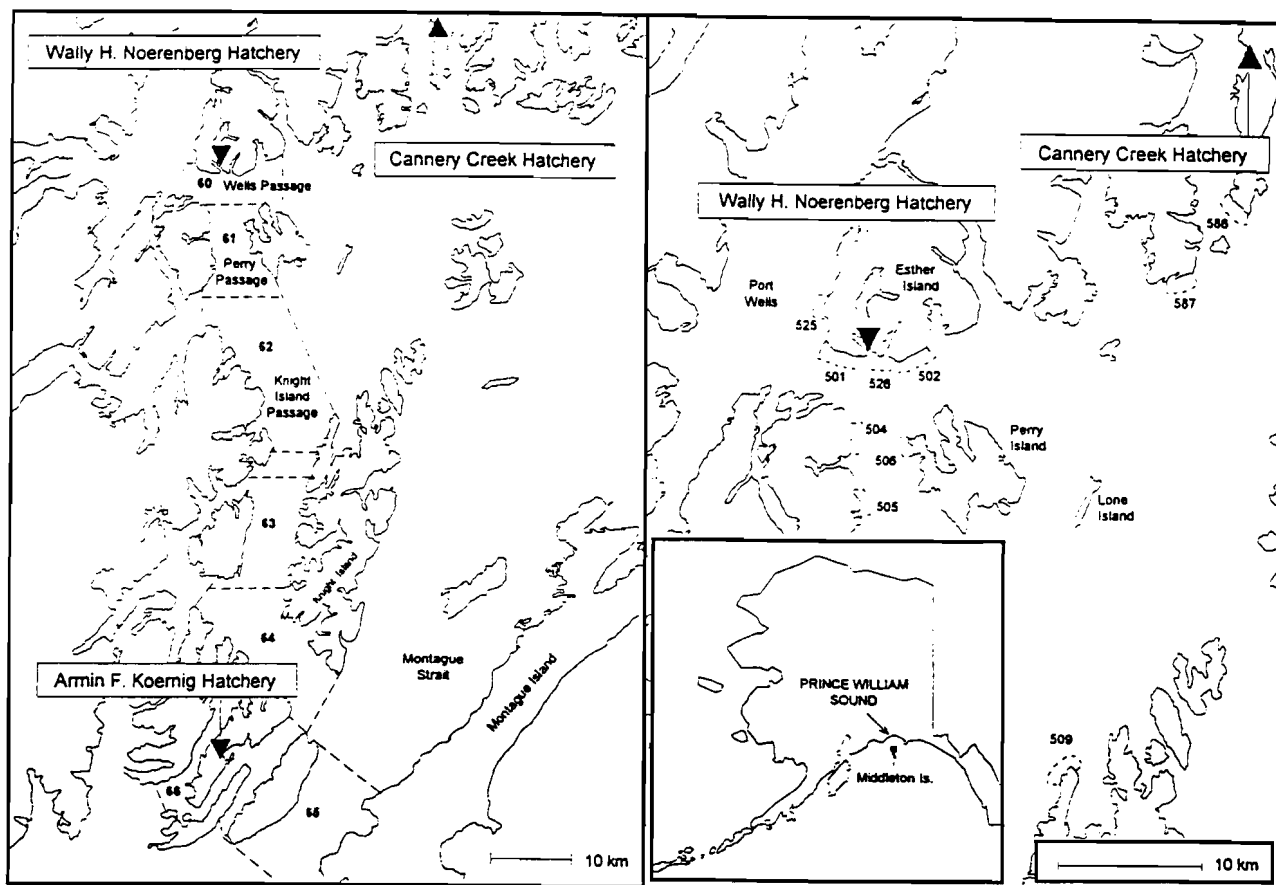 Wally H. Noerenberg Hatchery
Cannery Creek Hatchery
60 Wells Passage
61
Perry
Passage
62
Knight
Island
Passage
63
Knight Island
64
Montague
Strait
Montague Island
Armin F. Koernig Hatchery
66
65
10 km
Cannery Creek Hatchery
Wally H. Noerenberg Hatchery
586
587
Port
Wells
Esther
Island
525
501
526
502
504
506
505
Perry
Island
Lone
Island
PRINCE WILLIAM
SOUND
Middleton Is.
509
10 km